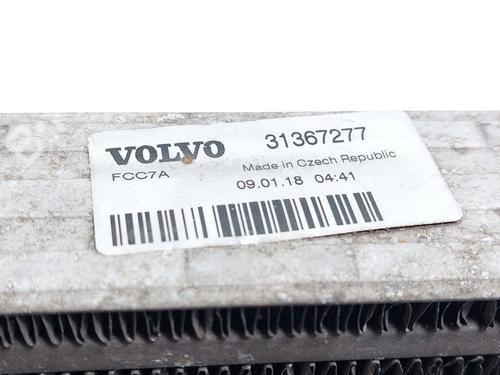 VOLVO 31367277
FCC7A Made in Czech Republic
09.01.18 04:41